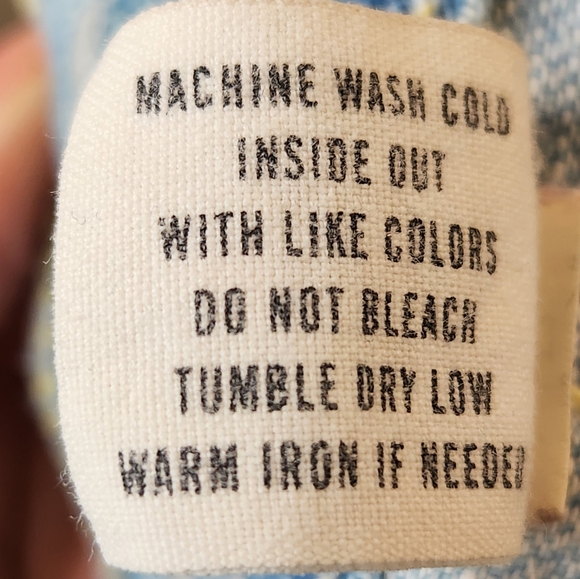 MACHINE WASH COLD
INSIDE OUT
WITH LIKE COLORS
DO NOT BLEACH
TUMBLE DRY LOW
WARM IRON IF NEEDED